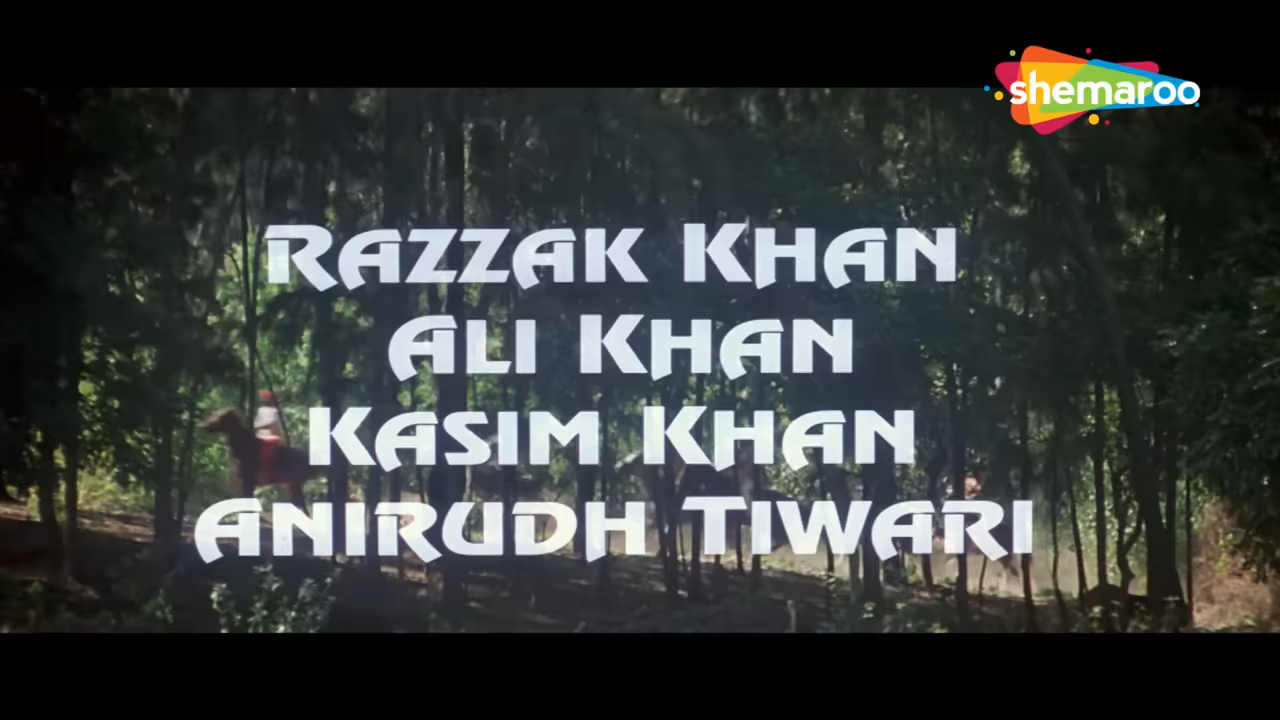 shemaroo
RAZZAK KHAN
ALI KHAN
KASIM KHAN
ANIRUDH TIWARI